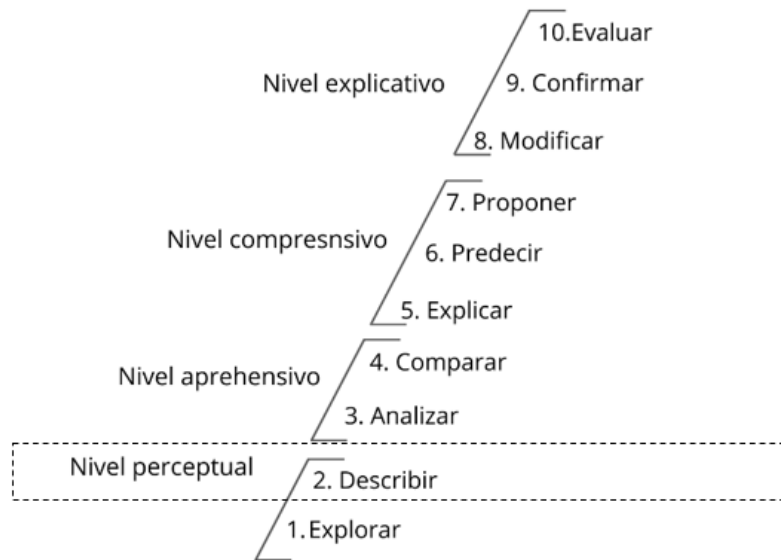 10.Evaluar
Nivel explicativo
9. Confirmar
8. Modificar
7. Proponer
Nivel compresnsivo
6. Predecir
5. Explicar
4. Comparar
Nivel aprehensivo
3. Analizar
Nivel perceptual
2. Describir
1.Explorar